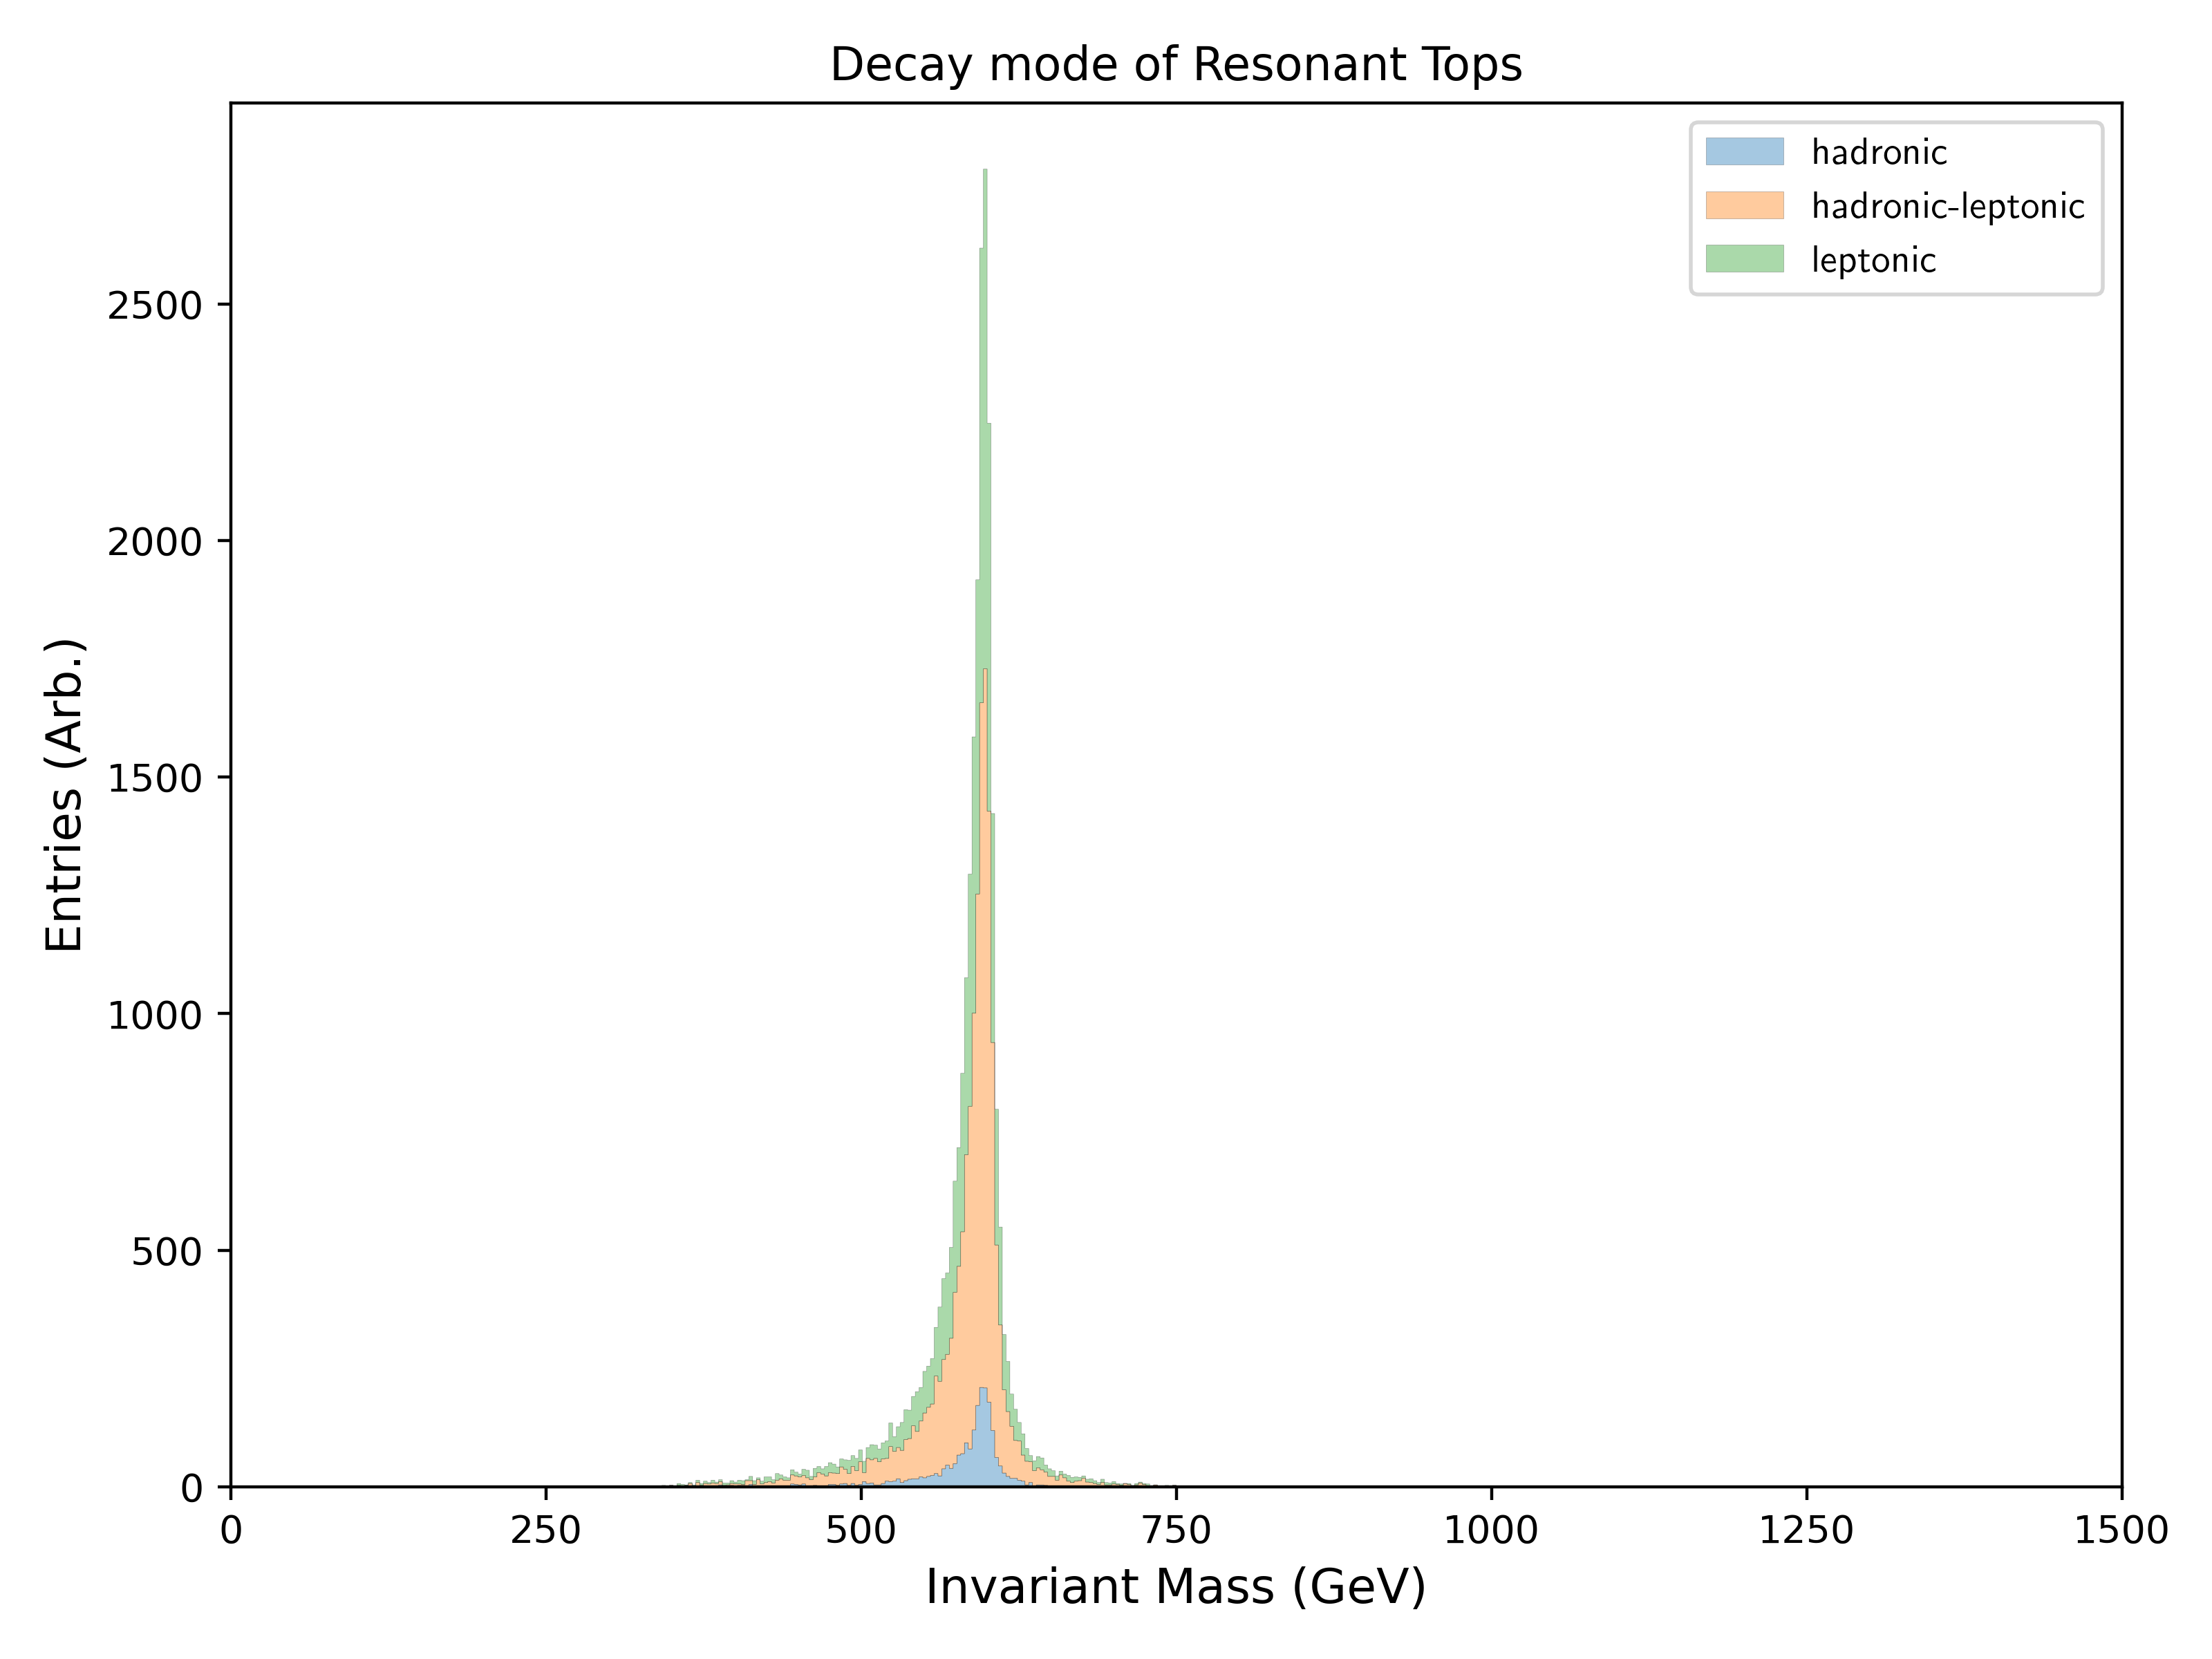 Decay mode of Resonant Tops
hadronic
hadronic-leptonic
leptonic
Entries (Arb.)
2500
2000
1500
1000
500
0
0 250 500 750 1000 1250 1500
Invariant Mass (GeV)